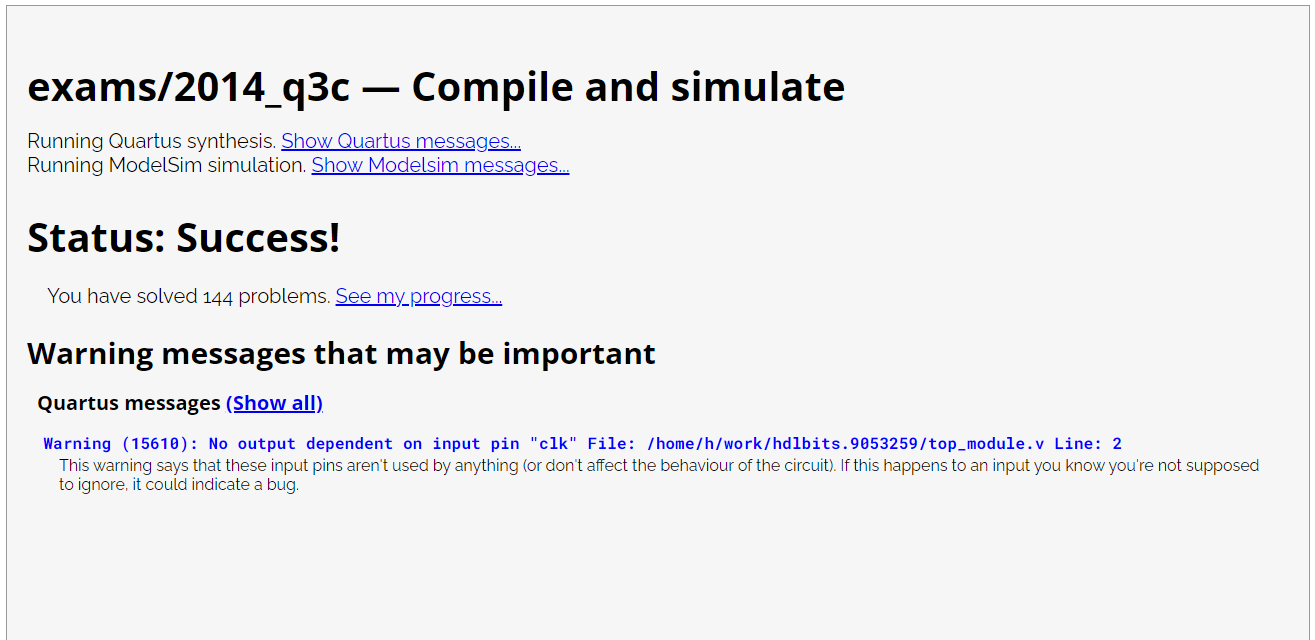 exams/2014_q3c — Compile and simulate
Running Quartus synthesis. Show Quartus messages...
Running ModelSim simulation. Show Modelsim messages...
Status: Success!
You have solved 144 problems. See my progress...
Warning messages that may be important
Quartus messages (Show all)
Warning (15610): No output dependent on input pin "clk" File: /home/h/work/hdlbits.9053259/top_module.v Line: 2
This warning says that these input pins aren't used by anything (or don't affect the behaviour of the circuit). If this happens to an input you know you're not supposed
to ignore, it could indicate a bug.